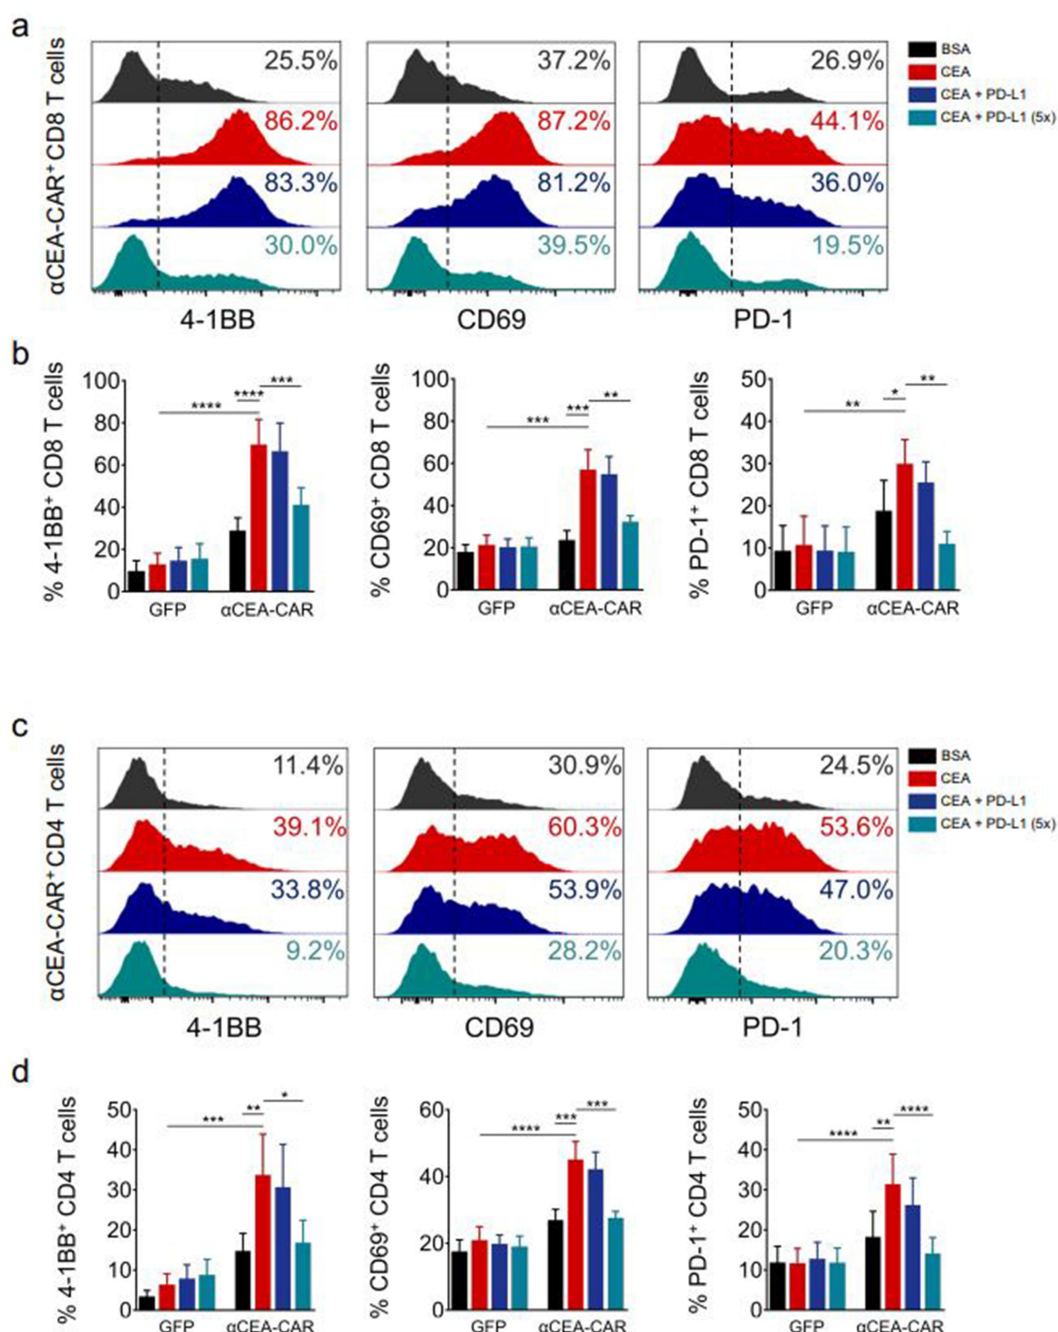 a
αCEA-CAR⁺ CD8 T cells
25.5%
37.2%
26.9%
86.2%
87.2%
44.1%
83.3%
81.2%
36.0%
30.0%
39.5%
19.5%
4-1BB
CD69
PD-1
BSA
CEA
CEA + PD-L1
CEA + PD-L1 (5x)
b
% 4-1BB⁺ CD8 T cells
100
80
60
40
20
0
****
****
***
GFP
αCEA-CAR
% CD69⁺ CD8 T cells
100
80
60
40
20
0
***
***
**
GFP
αCEA-CAR
% PD-1⁺ CD8 T cells
50
40
30
20
10
0
**
*
**
GFP
αCEA-CAR
c
αCEA-CAR⁺ CD4 T cells
11.4%
30.9%
24.5%
39.1%
60.3%
53.6%
33.8%
53.9%
47.0%
9.2%
28.2%
20.3%
4-1BB
CD69
PD-1
BSA
CEA
CEA + PD-L1
CEA + PD-L1 (5x)
d
% 4-1BB⁺ CD4 T cells
50
40
30
20
10
0
***
**
*
GFP
αCEA-CAR
% CD69⁺ CD4 T cells
60
40
20
0
****
***
***
GFP
αCEA-CAR
% PD-1⁺ CD4 T cells
50
40
30
20
10
0
****
**
****
GFP
αCEA-CAR